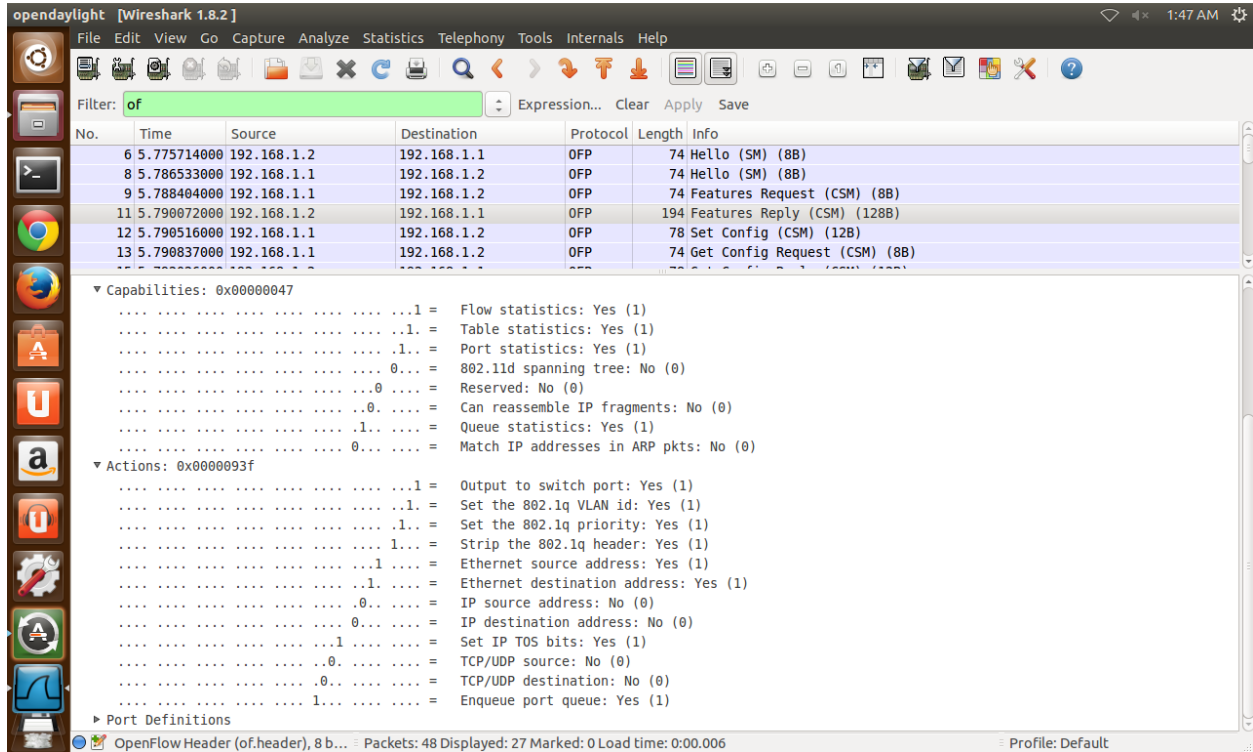 opendaylight [Wireshark 1.8.2 ] 1:47 AM
File Edit View Go Capture Analyze Statistics Telephony Tools Internals Help
Filter: of Expression... Clear Apply Save
No. Time Source Destination Protocol Length Info
6 5.775714000 192.168.1.2 192.168.1.1 OFP 74 Hello (SM) (8B)
8 5.786533000 192.168.1.1 192.168.1.2 OFP 74 Hello (SM) (8B)
9 5.788404000 192.168.1.1 192.168.1.2 OFP 74 Features Request (CSM) (8B)
11 5.790072000 192.168.1.2 192.168.1.1 OFP 194 Features Reply (CSM) (128B)
12 5.790516000 192.168.1.1 192.168.1.2 OFP 78 Set Config (CSM) (12B)
13 5.790837000 192.168.1.1 192.168.1.2 OFP 74 Get Config Request (CSM) (8B)
Capabilities: 0x00000047
.... .... .... .... .... .... .... ...1 = Flow statistics: Yes (1)
.... .... .... .... .... .... .... ..1. = Table statistics: Yes (1)
.... .... .... .... .... .... .... .1.. = Port statistics: Yes (1)
.... .... .... .... .... .... .... 0... = 802.11d spanning tree: No (0)
.... .... .... .... .... .... ...0 .... = Reserved: No (0)
.... .... .... .... .... .... ..0. .... = Can reassemble IP fragments: No (0)
.... .... .... .... .... .... .1.. .... = Queue statistics: Yes (1)
.... .... .... .... .... .... 0... .... = Match IP addresses in ARP pkts: No (0)
Actions: 0x0000093f
.... .... .... .... .... .... .... ...1 = Output to switch port: Yes (1)
.... .... .... .... .... .... .... ..1. = Set the 802.1q VLAN id: Yes (1)
.... .... .... .... .... .... .... .1.. = Set the 802.1q priority: Yes (1)
.... .... .... .... .... .... .... 1... = Strip the 802.1q header: Yes (1)
.... .... .... .... .... .... ...1 .... = Ethernet source address: Yes (1)
.... .... .... .... .... .... ..1. .... = Ethernet destination address: Yes (1)
.... .... .... .... .... .... .0.. .... = IP source address: No (0)
.... .... .... .... .... .... 0... .... = IP destination address: No (0)
.... .... .... .... .... ...1 .... .... = Set IP TOS bits: Yes (1)
.... .... .... .... .... ..0. .... .... = TCP/UDP source: No (0)
.... .... .... .... .... .0.. .... .... = TCP/UDP destination: No (0)
.... .... .... .... .... 1... .... .... = Enqueue port queue: Yes (1)
Port Definitions
OpenFlow Header (of.header), 8 b... Packets: 48 Displayed: 27 Marked: 0 Load time: 0:00.006 Profile: Default